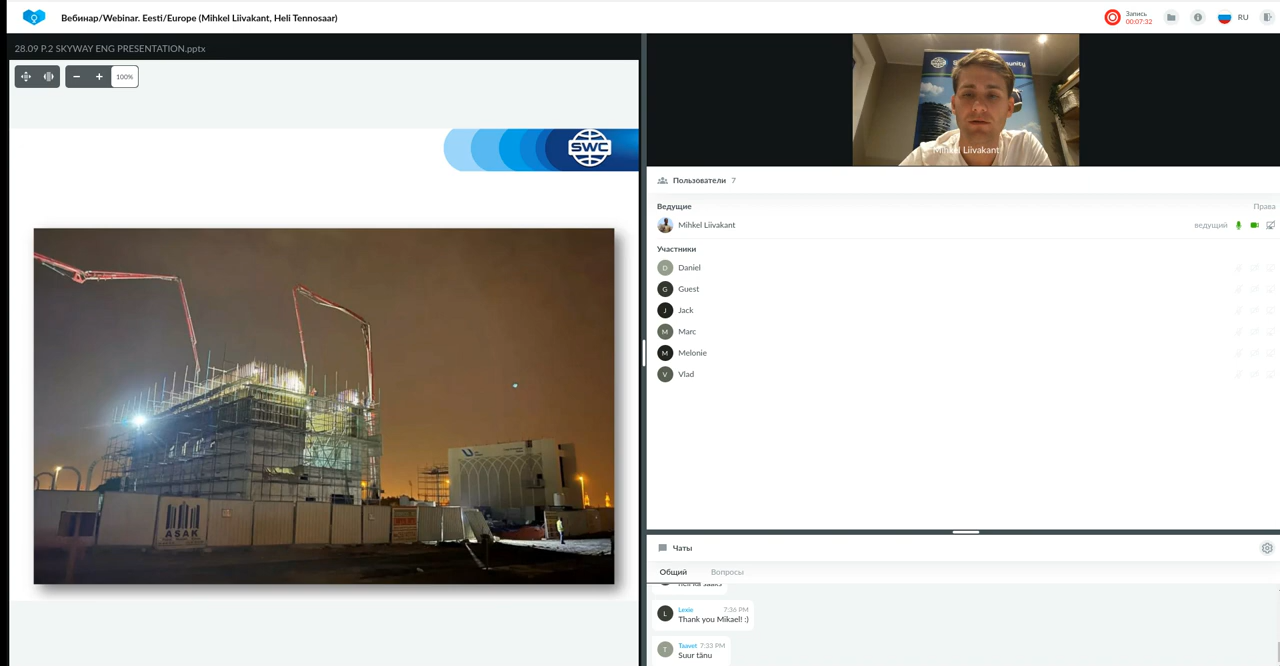 Вебинар/Webinar. Eesti/Europe (Mihkel Liivakant, Heli Tennosaar)
Запись
00:07:32
RU
28.09 P.2 SKYWAY ENG PRESENTATION.pptx
100%
SWC
ASAK
Mihkel Liivakant
Пользователи 7
Ведущие
Права
Mihkel Liivakant
ведущий
Участники
D Daniel
G Guest
J Jack
M Marc
M Melonie
V Vlad
Чаты
Общий
Вопросы
L
Lexie 7:36 PM
Thank you Mikael! :)
T
Taavet 7:33 PM
Suur tänu